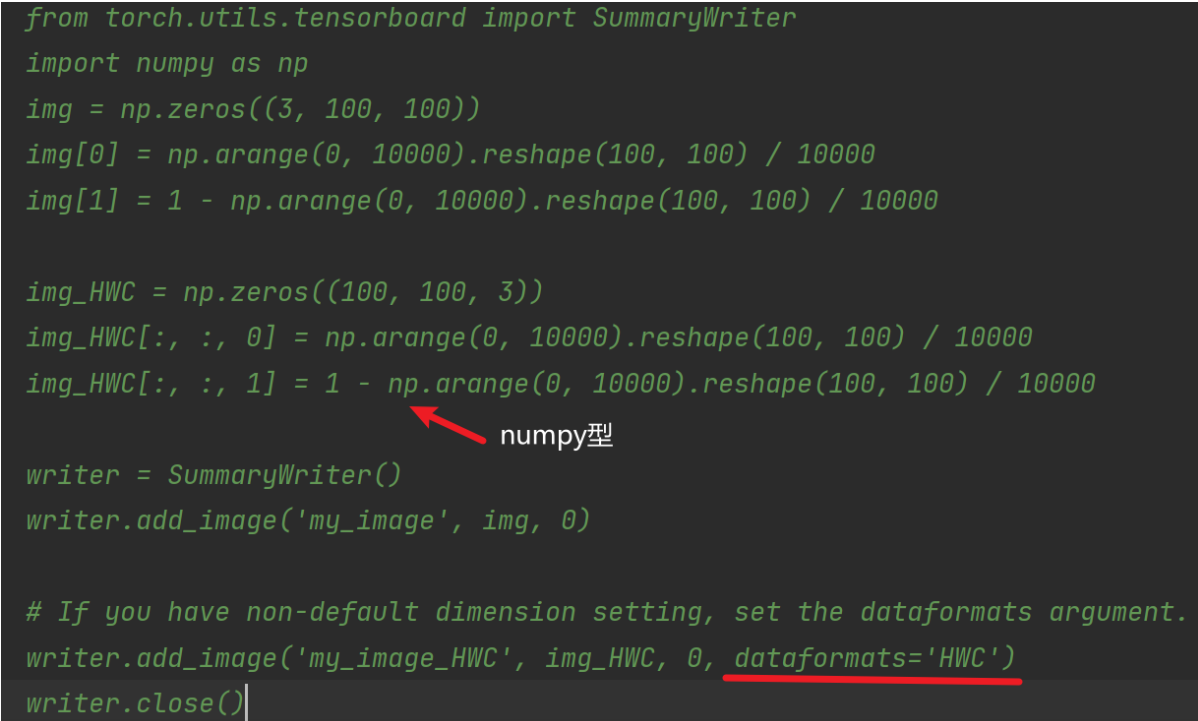 from torch.utils.tensorboard import SummaryWriter
import numpy as np
img = np.zeros((3, 100, 100))
img[0] = np.arange(0, 10000).reshape(100, 100) / 10000
img[1] = 1 - np.arange(0, 10000).reshape(100, 100) / 10000
img_HWC = np.zeros((100, 100, 3))
img_HWC[:, :, 0] = np.arange(0, 10000).reshape(100, 100) / 10000
img_HWC[:, :, 1] = 1 - np.arange(0, 10000).reshape(100, 100) / 10000
numpy型
writer = SummaryWriter()
writer.add_image('my_image', img, 0)
# If you have non-default dimension setting, set the dataformats argument.
writer.add_image('my_image_HWC', img_HWC, 0, dataformats='HWC')
writer.close()